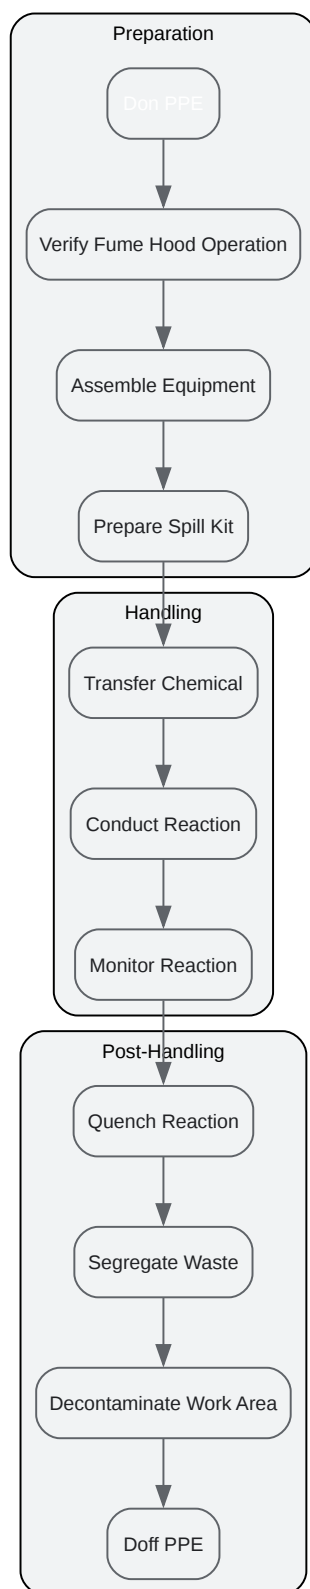 Preparation
Don PPE
Verify Fume Hood Operation
Assemble Equipment
Prepare Spill Kit
Handling
Transfer Chemical
Conduct Reaction
Monitor Reaction
Post-Handling
Quench Reaction
Segregate Waste
Decontaminate Work Area
Doff PPE